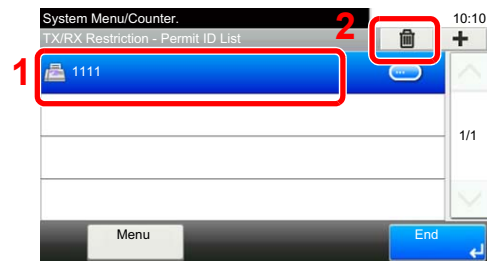 System Menu/Counter. 10:10
TX/RX Restriction - Permit ID List
2
1
1111
1/1
Menu
End